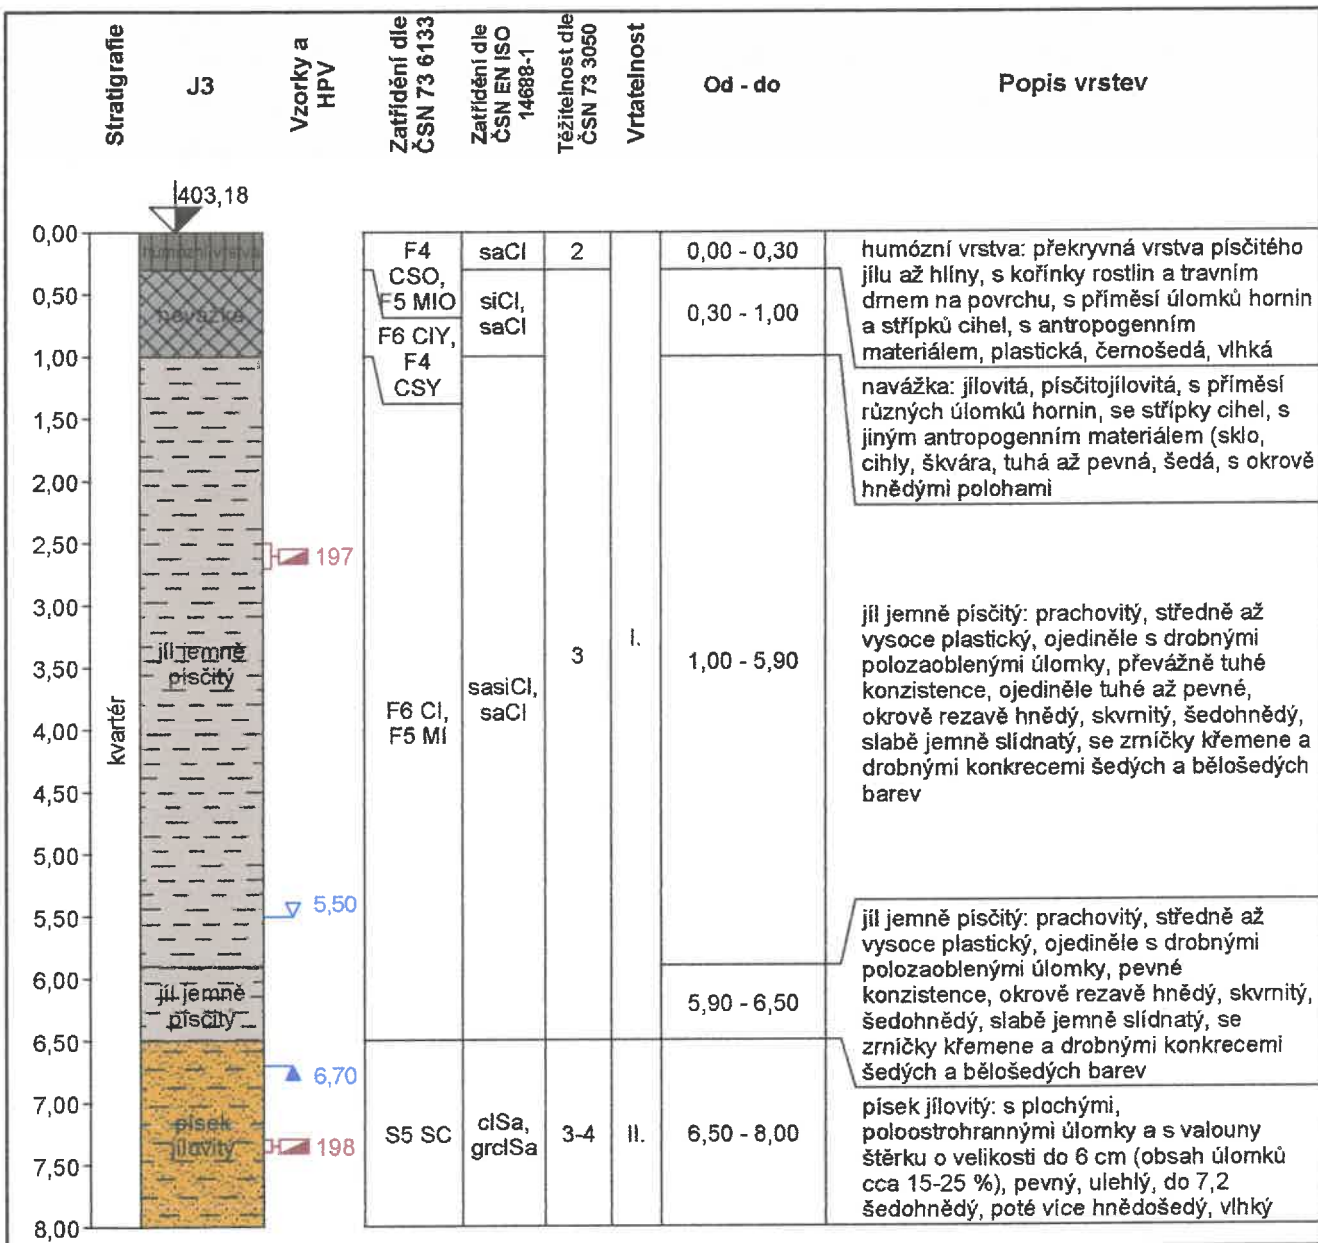 Stratigrafie
J3
Vzorky a
HPV
Zatřídění dle
ČSN 73 6133
Zatřídění dle
ČSN EN ISO
14688-1
Těžitelnost dle
ČSN 73 3050
Vrtatelnost
Od - do
Popis vrstev
403,18
0,00
0,50
1,00
1,50
2,00
2,50
3,00
3,50
4,00
4,50
5,00
5,50
6,00
6,50
7,00
7,50
8,00
kvartér
humózní vrstva
navážka
jíl jemně
písčitý
jíl jemně
písčitý
písek
jílovitý
197
5,50
6,70
198
F4
CSO,
F5 MIO
F6 CIY,
F4
CSY
F6 CI,
F5 MI
S5 SC
saCl
siCl,
saCl
sasiCl,
saCl
clSa,
grclSa
2
3
3-4
I.
II.
0,00 - 0,30
0,30 - 1,00
1,00 - 5,90
5,90 - 6,50
6,50 - 8,00
humózní vrstva: překryvná vrstva písčitého
jílu až hlíny, s kořínky rostlin a travním
drnem na povrchu, s příměsí úlomků hornin
a střípků cihel, s antropogenním
materiálem, plastická, černošedá, vlhká
navážka: jílovitá, písčitojílovitá, s příměsí
různých úlomků hornin, se střípky cihel, s
jiným antropogenním materiálem (sklo,
cihly, škvára, tuhá až pevná, šedá, s okrově
hnědými polohami
jíl jemně písčitý: prachovitý, středně až
vysoce plastický, ojediněle s drobnými
polozaoblenými úlomky, převážně tuhé
konzistence, ojediněle tuhé až pevné,
okrově rezavě hnědý, skvrnitý, šedohnědý,
slabě jemně slídnatý, se zrníčky křemene a
drobnými konkrecemi šedých a bělošedých
barev
jíl jemně písčitý: prachovitý, středně až
vysoce plastický, ojediněle s drobnými
polozaoblenými úlomky, pevné
konzistence, okrově rezavě hnědý, skvrnitý,
šedohnědý, slabě jemně slídnatý, se
zrníčky křemene a drobnými konkrecemi
šedých a bělošedých barev
písek jílovitý: s plochými,
poloostrohrannými úlomky a s valouny
štěrku o velikosti do 6 cm (obsah úlomků
cca 15-25 %), pevný, ulehlý, do 7,2
šedohnědý, poté více hnědošedý, vlhký